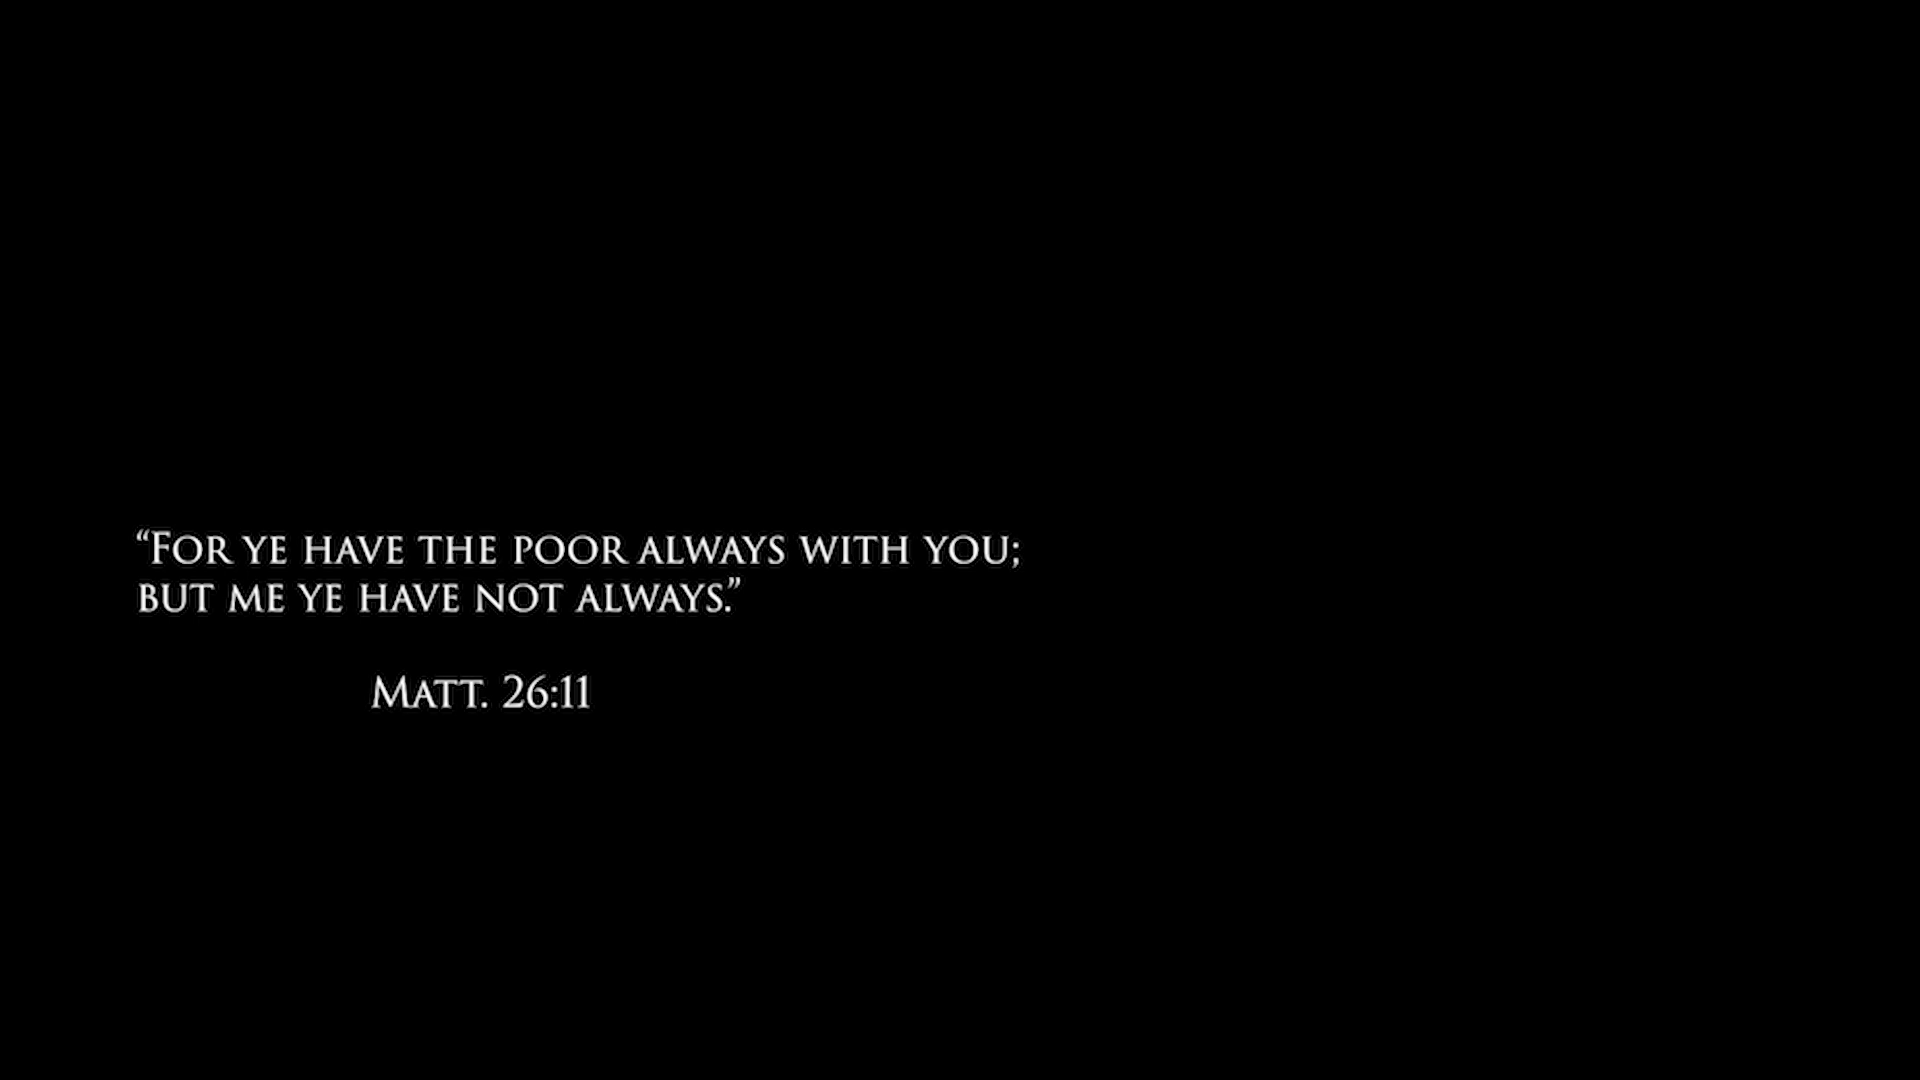 “For ye have the poor always with you;
but me ye have not always.”
Matt. 26:11